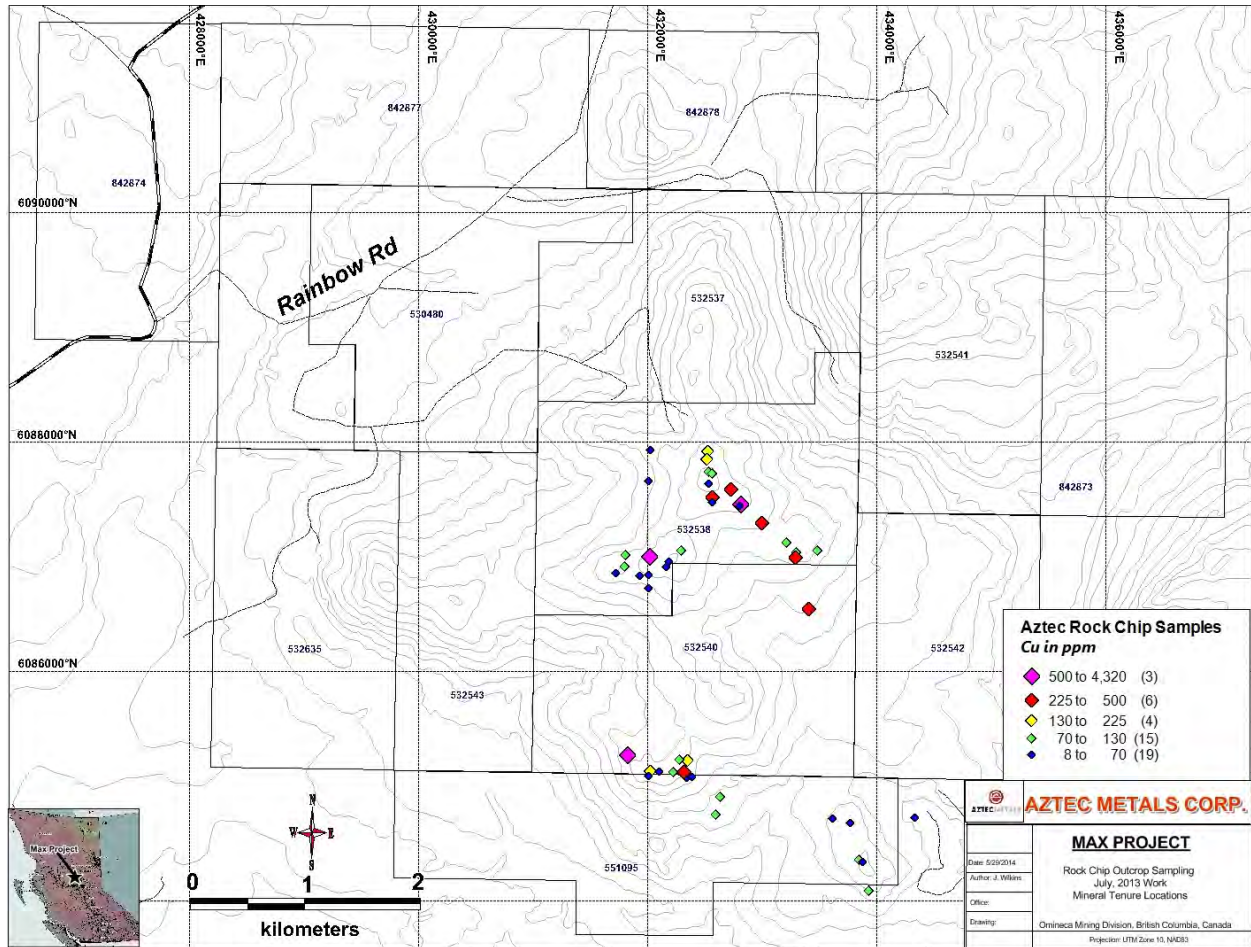 428000°E
430000°E
432000°E
434000°E
436000°E
842877
842878
842874
6090000°N
Rainbow Rd
532537
530480
532541
6088000°N
842873
532538
Aztec Rock Chip Samples
Cu in ppm
500 to 4,320 (3)
225 to 500 (6)
130 to 225 (4)
70 to 130 (15)
8 to 70 (19)
532635
532540
532542
6086000°N
532543
AZTEC METALS
AZTEC METALS CORP.
MAX PROJECT
Rock Chip Outcrop Sampling
July, 2013 Work
Mineral Tenure Locations
Date: 5/29/2014
Author: J. Wilkins
Office:
Drawing:
Omineca Mining Division, British Columbia, Canada
Projection: UTM Zone 10, NAD83
Max Project
N
W E
S
551095
0 1 2
kilometers